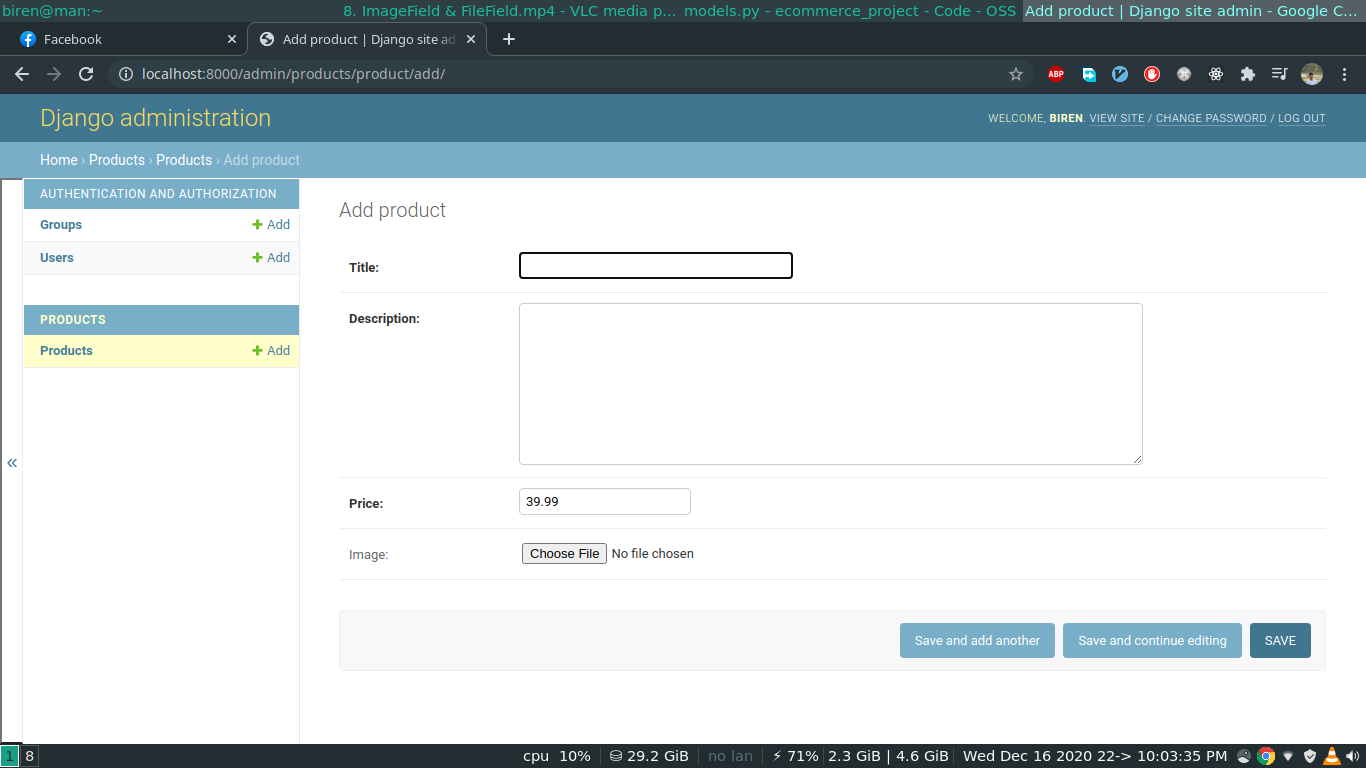 biren@man:~ 8. ImageField & FileField.mp4 - VLC media p... models.py - ecommerce_project - Code - OSS Add product | Django site admin - Google C...
Facebook Add product | Django site ad
localhost:8000/admin/products/product/add/ ABP
Django administration WELCOME, BIREN. VIEW SITE / CHANGE PASSWORD / LOG OUT
Home › Products › Products › Add product
AUTHENTICATION AND AUTHORIZATION
Groups + Add
Users + Add
PRODUCTS
Products + Add
«
Add product
Title:
Description:
Price: 39.99
Image: Choose File No file chosen
Save and add another Save and continue editing SAVE
1 8 cpu 10% 29.2 GiB no lan ⚡ 71% 2.3 GiB | 4.6 GiB Wed Dec 16 2020 22-> 10:03:35 PM